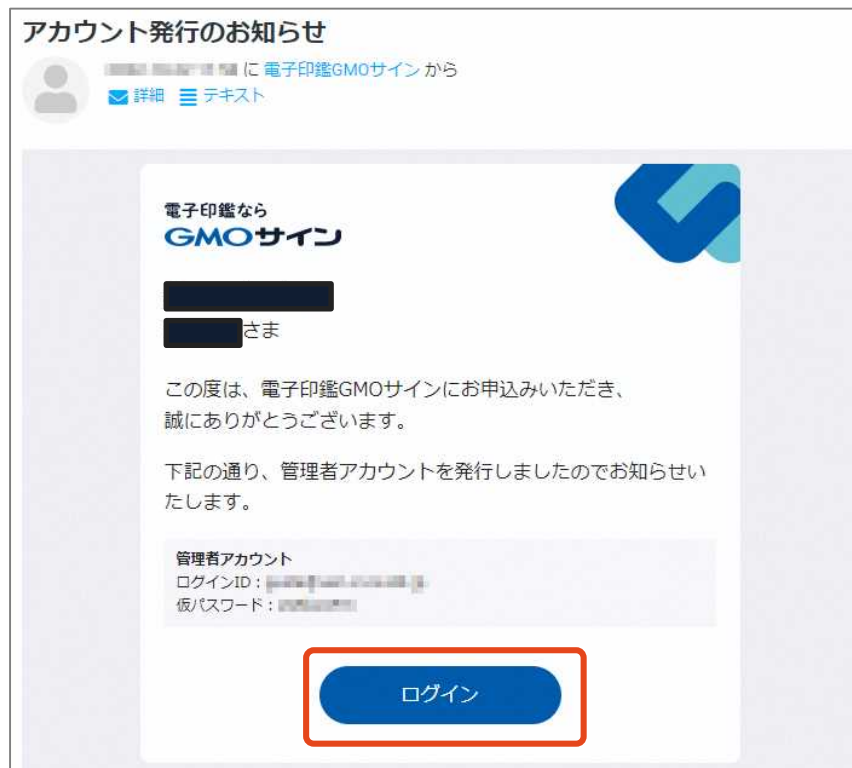 アカウント発行のお知らせ
に 電子印鑑GMOサイン から
詳細 テキスト
電子印鑑なら
GMOサイン
さま
この度は、電子印鑑GMOサインにお申込みいただき、
誠にありがとうございます。
下記の通り、管理者アカウントを発行しましたのでお知らせい
たします。
管理者アカウント
ログインID：
仮パスワード：
ログイン